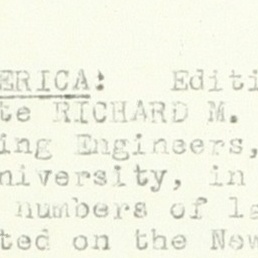 ERICA: Editi
te RICHARD M.
ing Engineers,
niversity, in
numbers of la
ted on the New